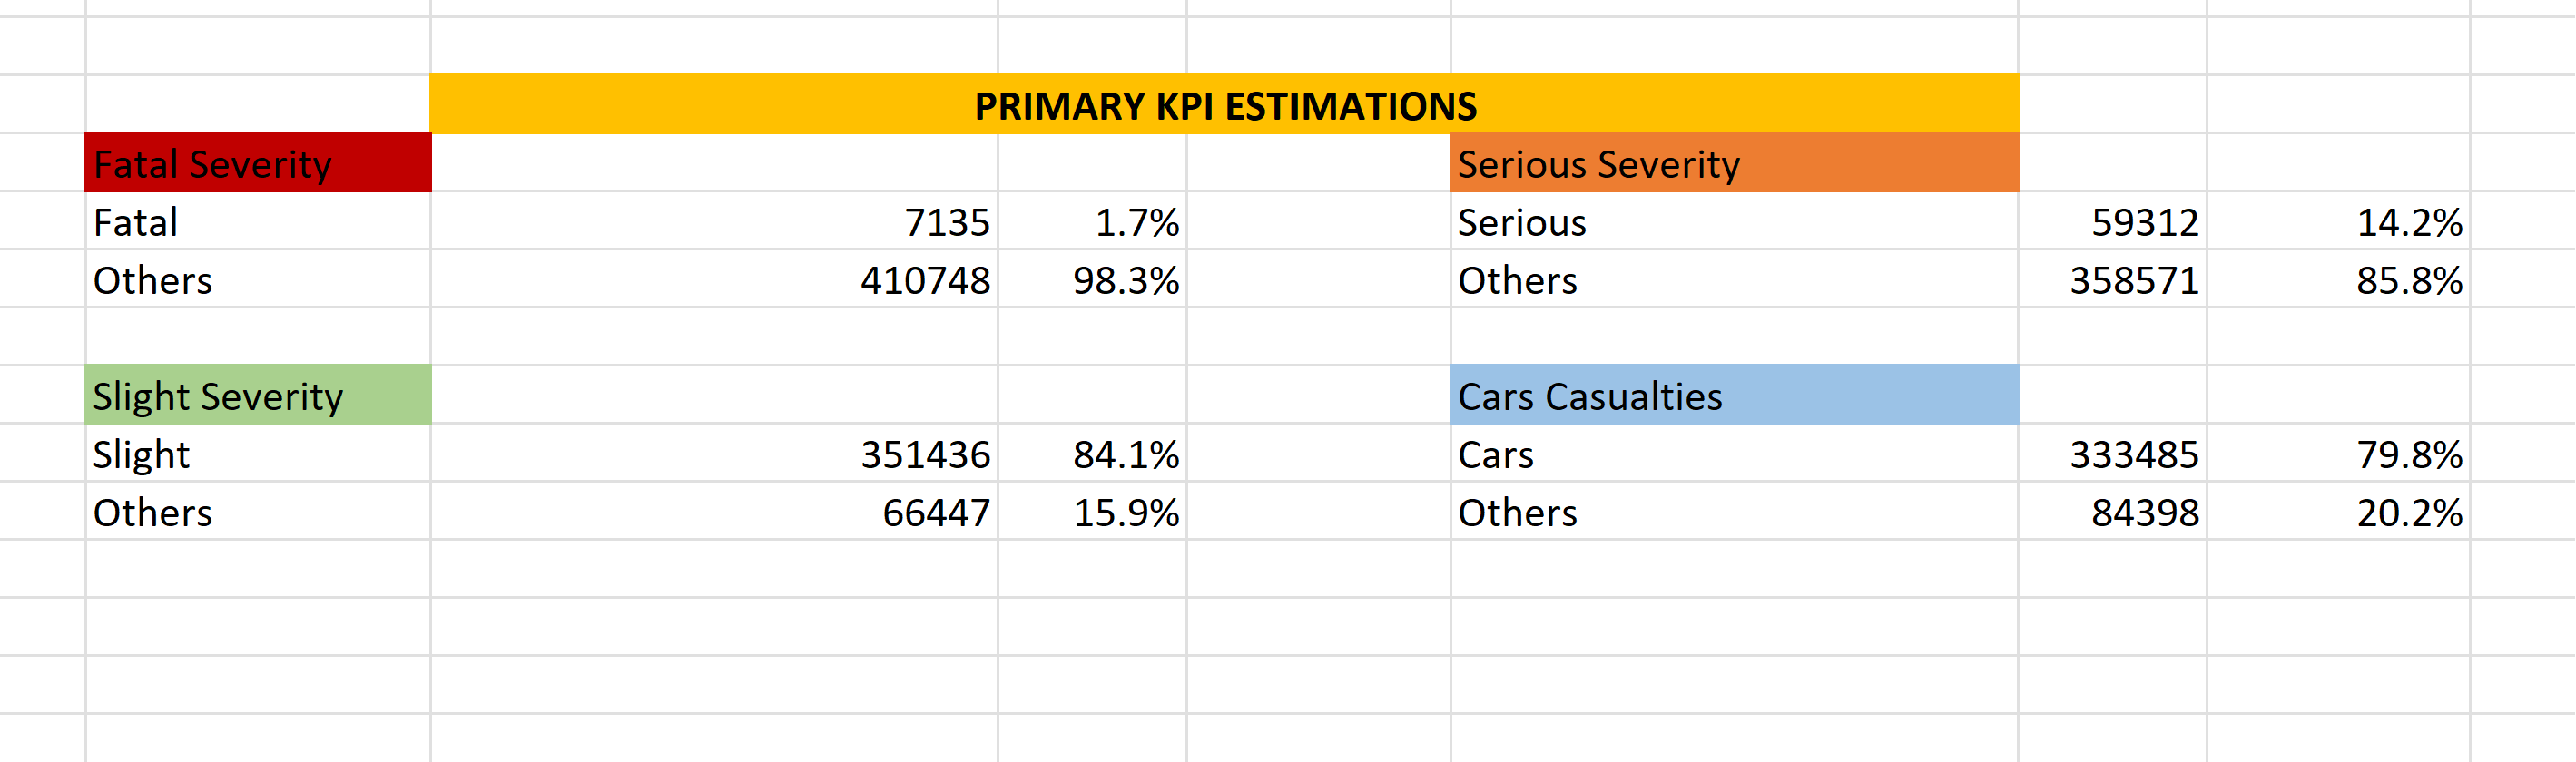 PRIMARY KPI ESTIMATIONS
Fatal Severity Serious Severity
Fatal 7135 1.7% Serious 59312 14.2%
Others 410748 98.3% Others 358571 85.8%
Slight Severity Cars Casualties
Slight 351436 84.1% Cars 333485 79.8%
Others 66447 15.9% Others 84398 20.2%